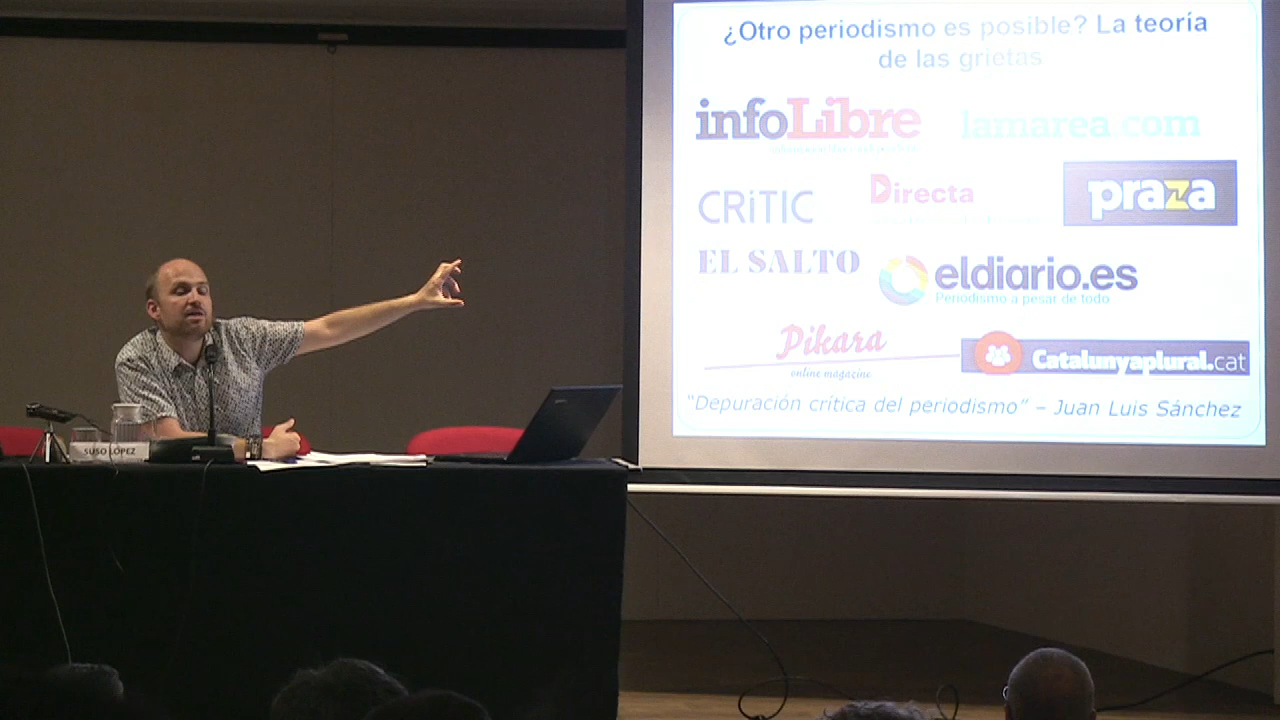 ¿Otro periodismo es posible? La teoría
de las grietas
infoLibre
lamarea.com
CRÍTIC
Directa
praza
EL SALTO
eldiario.es
Periodismo a pesar de todo
Pikara
online magazine
Catalunyaplural.cat
“Depuración crítica del periodismo” – Juan Luis Sánchez
SUSO LÓPEZ